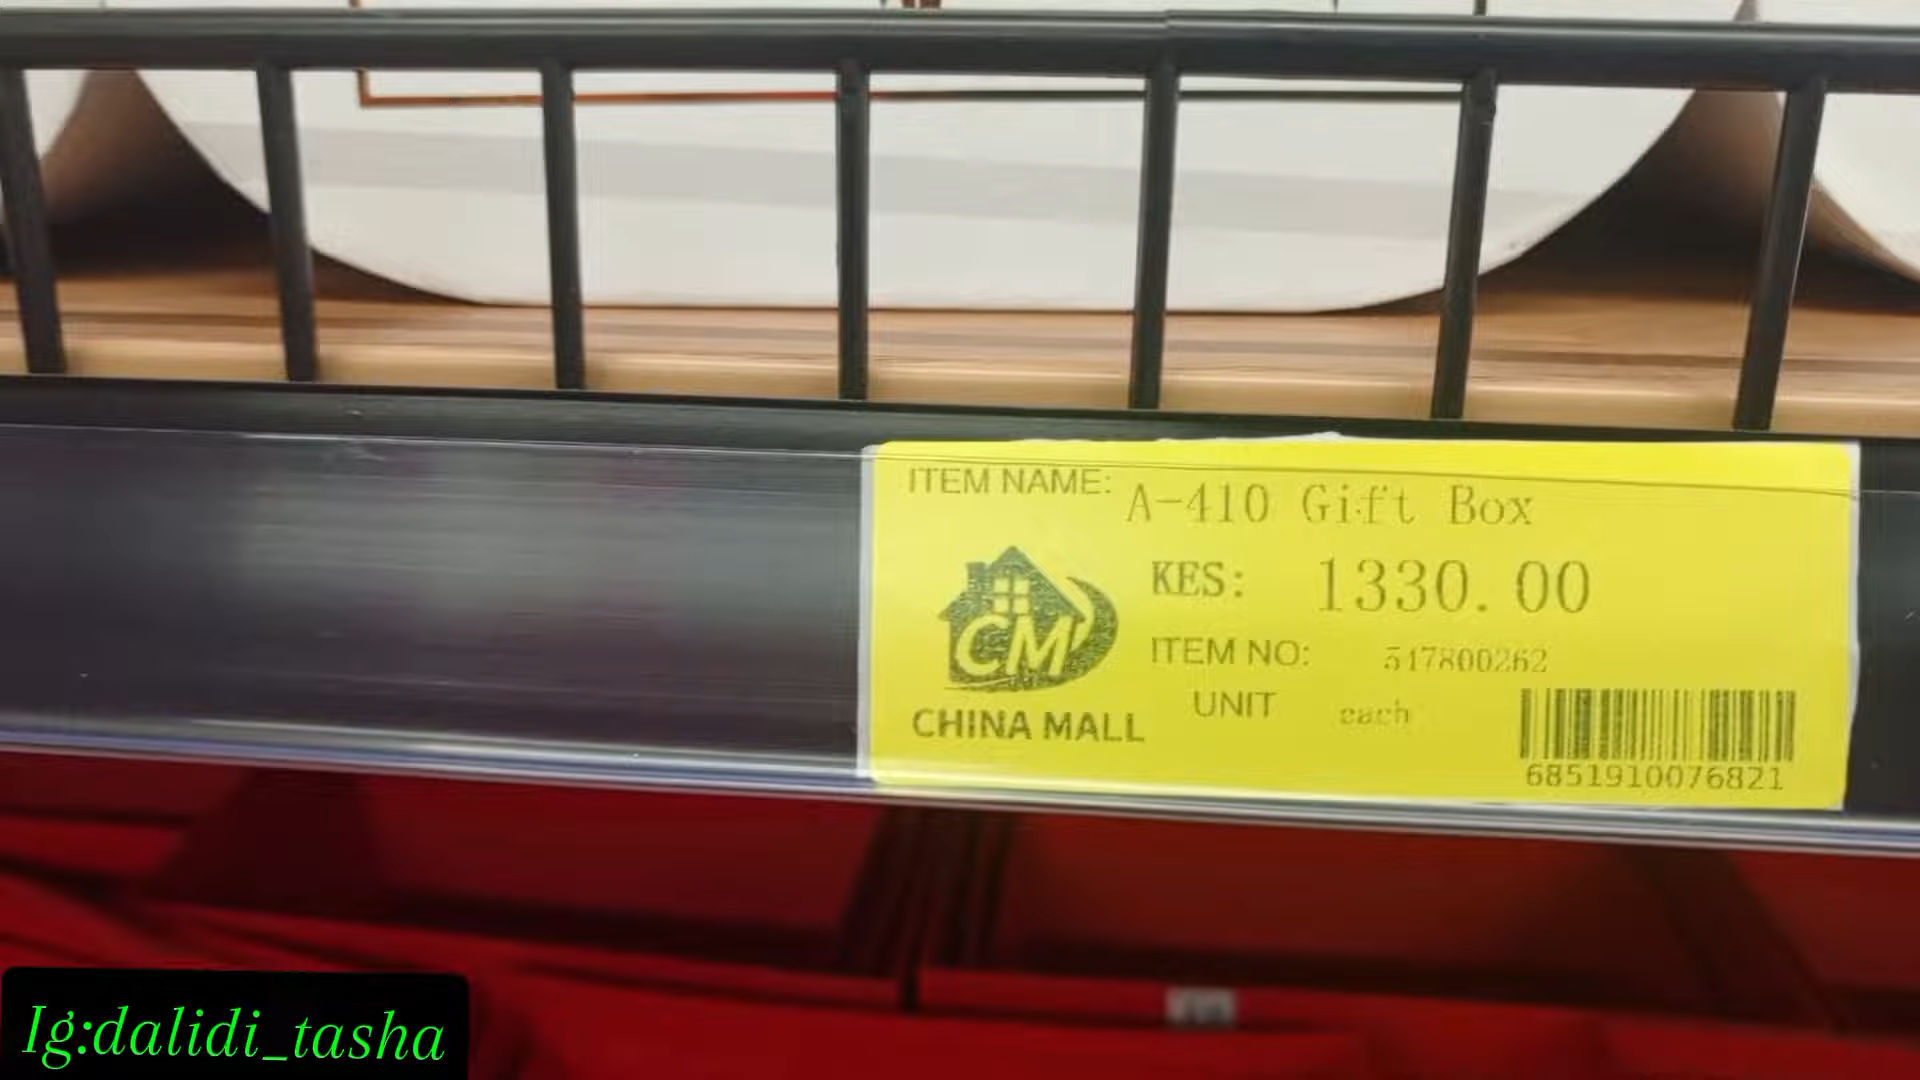 ITEM NAME: A-410 Gift Box
KES: 1330.00
CM
ITEM NO: 517800262
UNIT each
CHINA MALL
6851910076821
Ig:dalidi_tasha